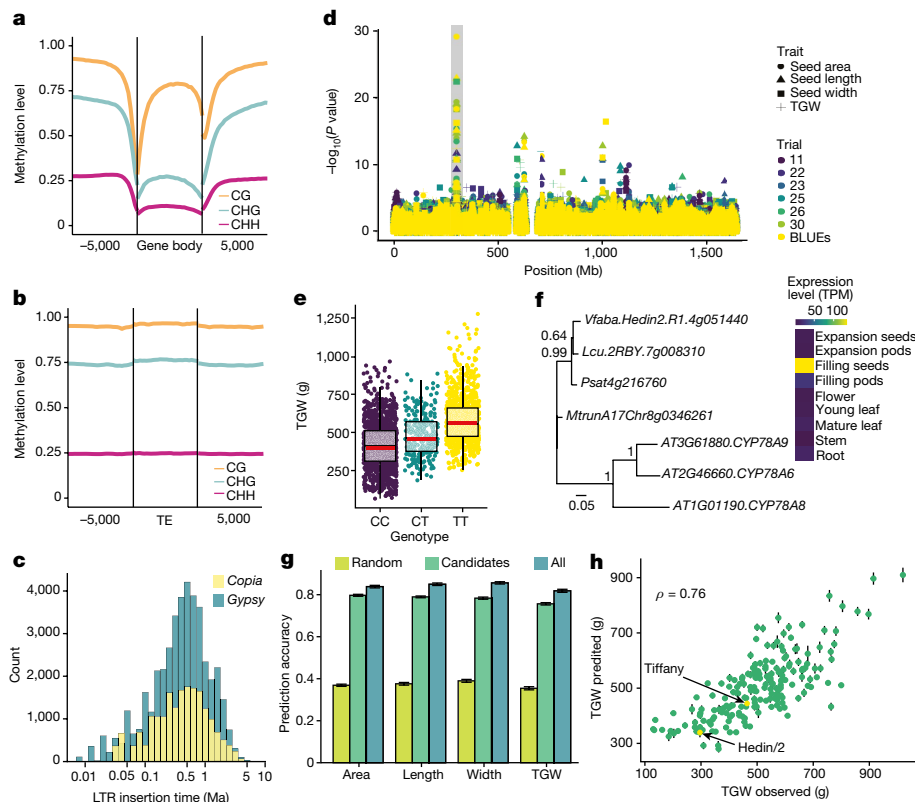 a
1.00
0.75
0.50
0.25
0
Methylation level
CG
CHG
CHH
−5,000 Gene body 5,000
b
1.00
0.75
0.50
0.25
0
Methylation level
CG
CHG
CHH
−5,000 TE 5,000
c
Copia
Gypsy
4,000
3,000
2,000
1,000
0
Count
0.01 0.05 0.1 0.5 1 5 10
LTR insertion time (Ma)
d
30
20
10
0
−log10(P value)
0 500 1,000 1,500
Position (Mb)
Trait
Seed area
Seed length
Seed width
TGW
Trial
11
22
23
25
26
30
BLUEs
e
1,250
1,000
750
500
250
TGW (g)
CC CT TT
Genotype
f
Vfaba.Hedin2.R1.4g051440
0.64
0.99
Lcu.2RBY.7g008310
Psat4g216760
MtrunA17Chr8g0346261
AT3G61880.CYP78A9
1
AT2G46660.CYP78A6
1
AT1G01190.CYP78A8
0.05
Expression
level (TPM)
50 100
Expansion seeds
Expansion pods
Filling seeds
Filling pods
Flower
Young leaf
Mature leaf
Stem
Root
g
Random Candidates All
0.8
0.4
0
Prediction accuracy
Area Length Width TGW
h
900
700
500
300
TGW predited (g)
ρ = 0.76
Tiffany
Hedin/2
100 300 500 700 900
TGW observed (g)